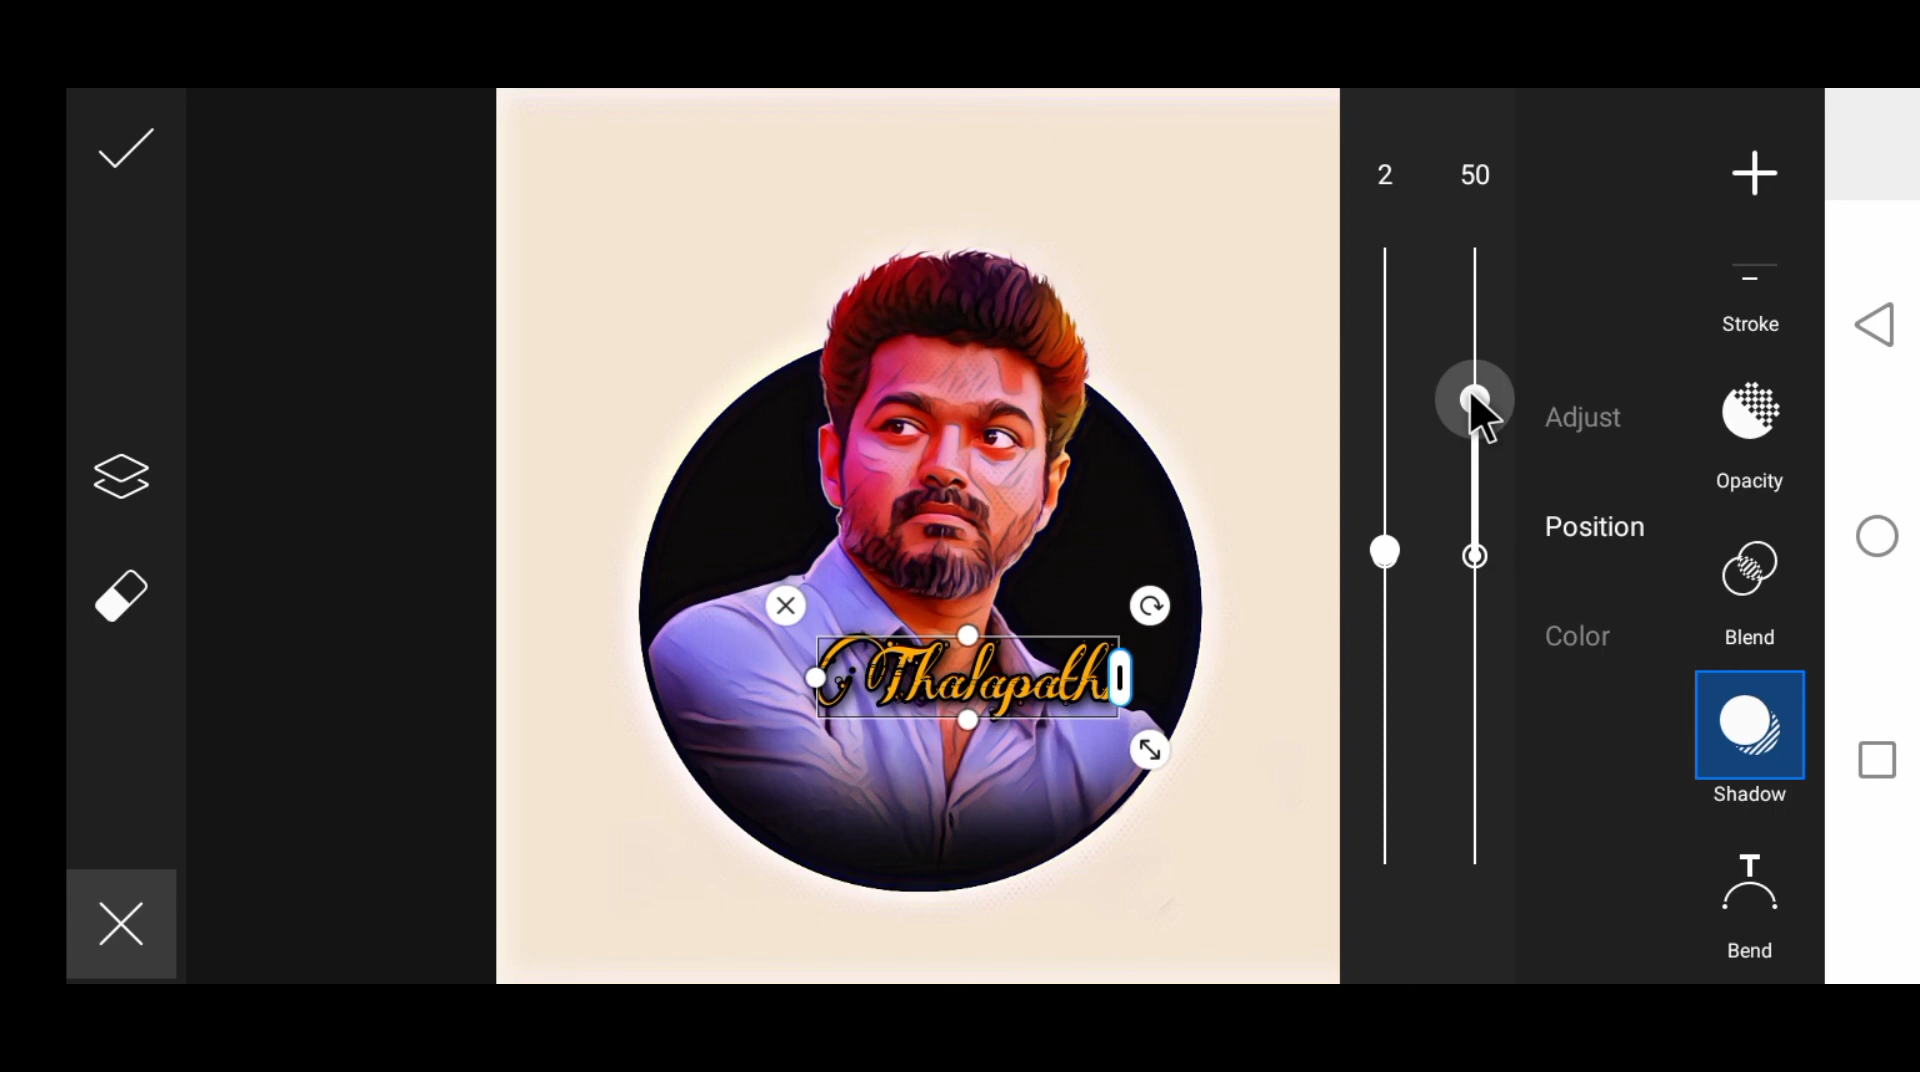 2 50
Stroke
Adjust
Opacity
Position
Color
Blend
Thalapathi
Shadow
Bend